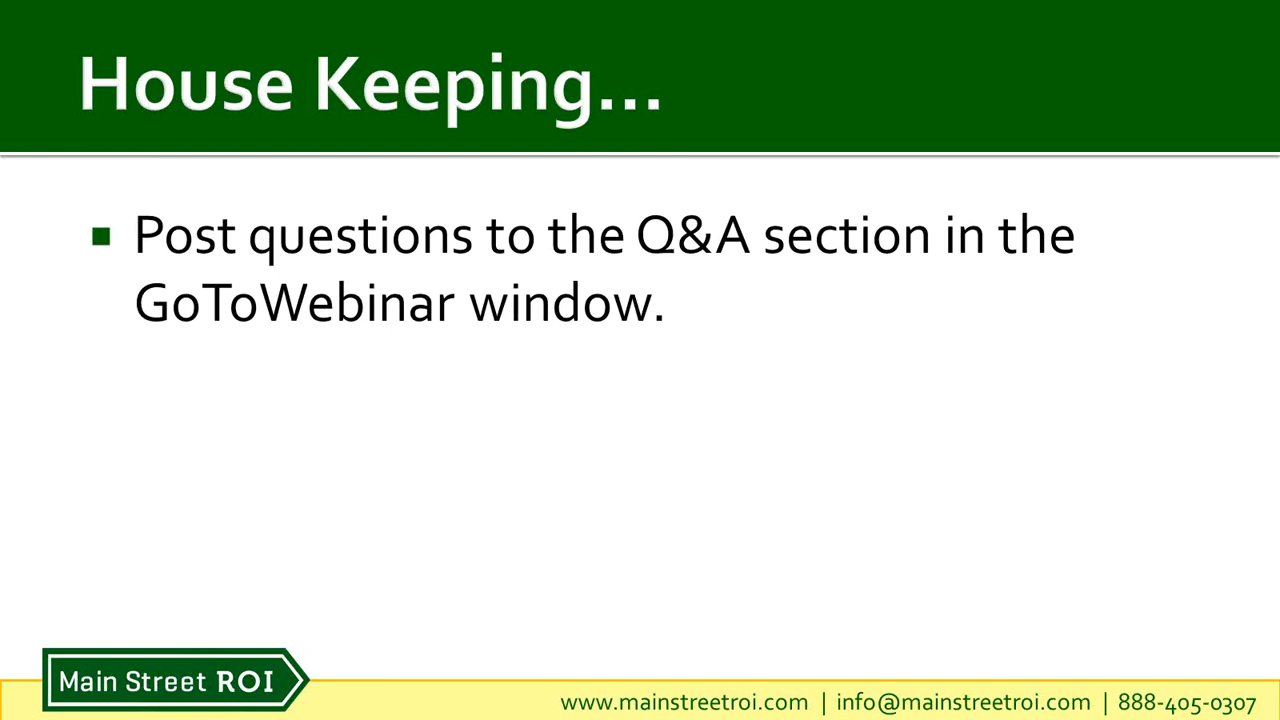 House Keeping...
Post questions to the Q&A section in the
GoToWebinar window.
Main Street ROI
www.mainstreetroi.com | info@mainstreetroi.com | 888-405-0307